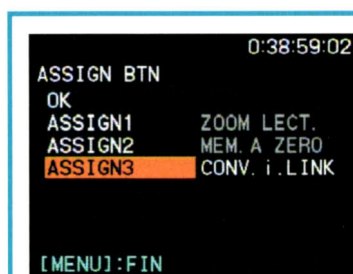 0:38:59:02
ASSIGN BTN
OK
ASSIGN1 ZOOM LECT.
ASSIGN2 MEM. A ZERO
ASSIGN3 CONV. i.LINK
[MENU]:FIN